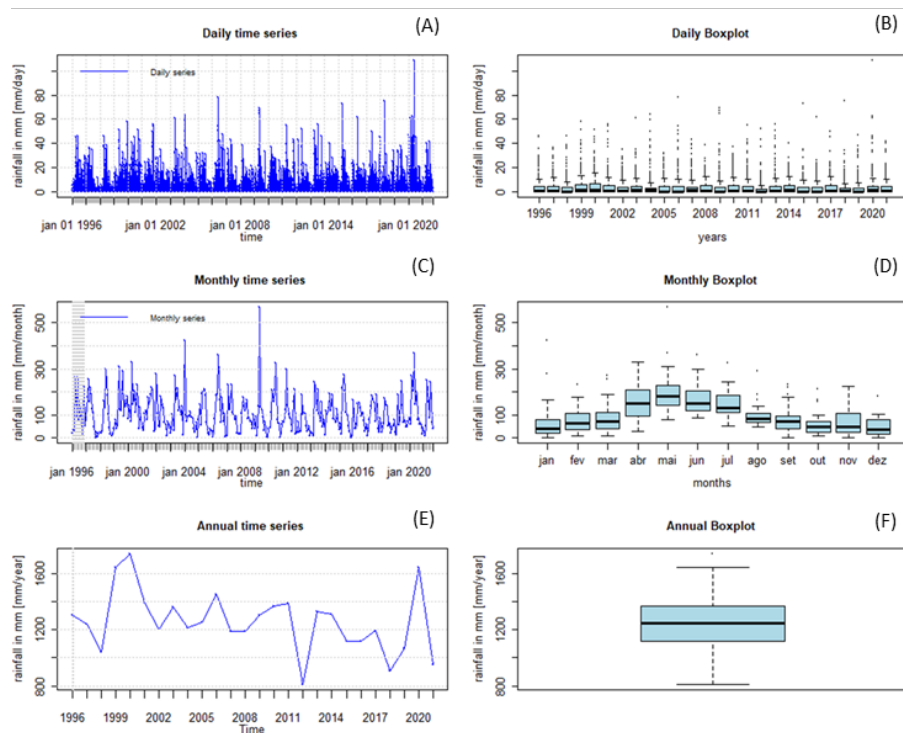 Daily time series
(A)
rainfall in mm [mm/day]
80
60
40
20
0
Daily series
jan 01 1996 jan 01 2002 jan 01 2008 jan 01 2014 jan 01 2020
time
Daily Boxplot
(B)
rainfall in mm [mm/day]
80
60
40
20
0
1996 1999 2002 2005 2008 2011 2014 2017 2020
years
Monthly time series
(C)
rainfall in mm [mm/month]
500
300
100
0
Monthly series
jan 1996 jan 2000 jan 2004 jan 2008 jan 2012 jan 2016 jan 2020
time
Monthly Boxplot
(D)
rainfall in mm [mm/month]
500
300
100
0
jan fev mar abr mai jun jul ago set out nov dez
months
Annual time series
(E)
rainfall in mm [mm/year]
1600
1200
800
1996 1999 2002 2005 2008 2011 2014 2017 2020
Time
Annual Boxplot
(F)
rainfall in mm [mm/year]
1600
1200
800